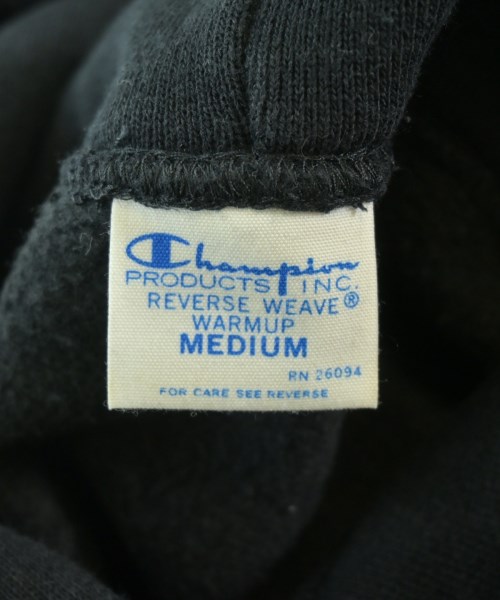 Champion
PRODUCTS INC.
REVERSE WEAVE®
WARMUP
MEDIUM
RN 26094
FOR CARE SEE REVERSE